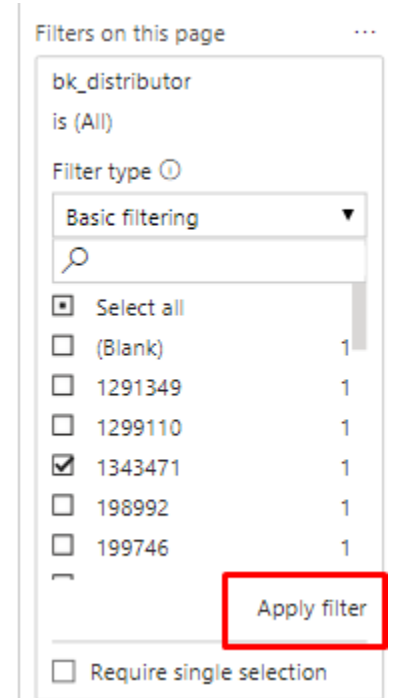 Filters on this page ...
bk_distributor
is (All)
Filter type
Basic filtering
Select all
(Blank) 1
1291349 1
1299110 1
1343471 1
198992 1
199746 1
Apply filter
Require single selection